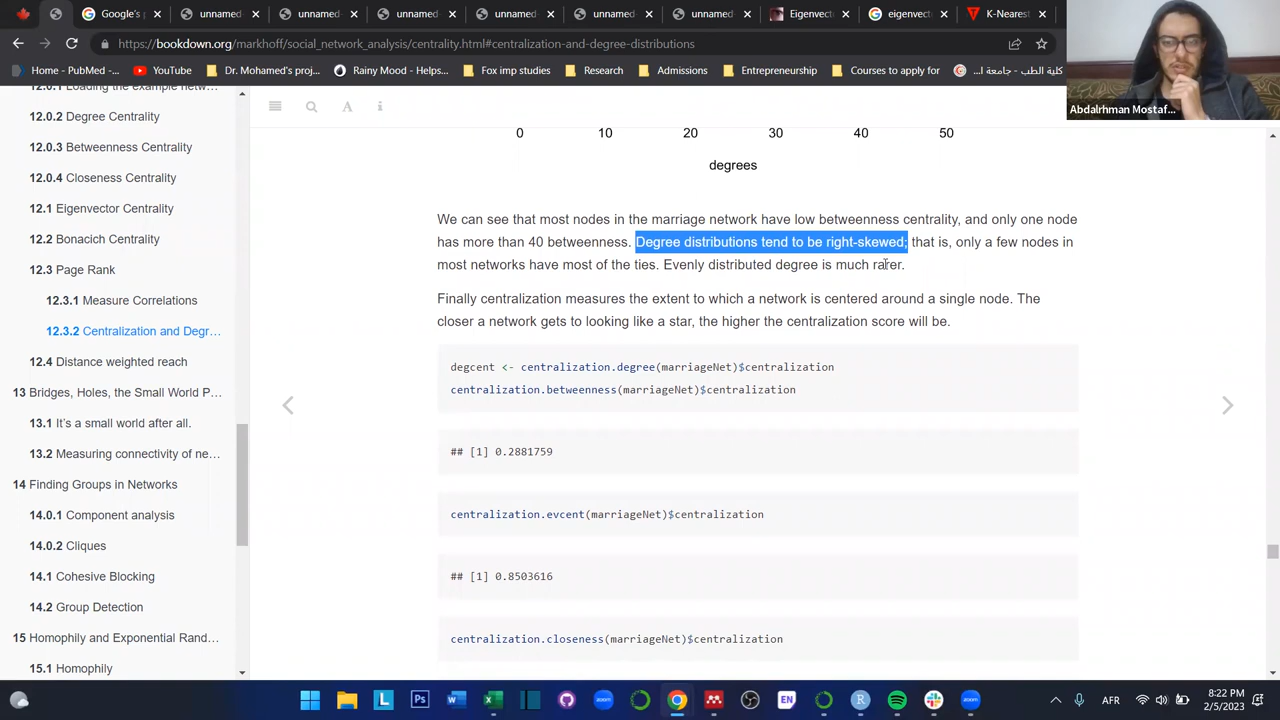 Google's
unnamed
unnamed
unnamed
unnamed
unnamed
unnamed
Eigenvec
eigenvect
K-Nearest
https://bookdown.org/markhoff/social_network_analysis/centrality.html#centralization-and-degree-distributions
Home - PubMed -...
YouTube
Dr. Mohamed's proj...
Rainy Mood - Helps...
Fox imp studies
Research
Admissions
Entrepreneurship
Courses to apply for
كلية الطب - جامعة ا...
Abdalrhman Mostaf...
12.0.1 Loading the example netw...
12.0.2 Degree Centrality
12.0.3 Betweenness Centrality
12.0.4 Closeness Centrality
12.1 Eigenvector Centrality
12.2 Bonacich Centrality
12.3 Page Rank
12.3.1 Measure Correlations
12.3.2 Centralization and Degr...
12.4 Distance weighted reach
13 Bridges, Holes, the Small World P...
13.1 It's a small world after all.
13.2 Measuring connectivity of ne...
14 Finding Groups in Networks
14.0.1 Component analysis
14.0.2 Cliques
14.1 Cohesive Blocking
14.2 Group Detection
15 Homophily and Exponential Rand...
15.1 Homophily
0 10 20 30 40 50
degrees
We can see that most nodes in the marriage network have low betweenness centrality, and only one node
has more than 40 betweenness. Degree distributions tend to be right-skewed; that is, only a few nodes in
most networks have most of the ties. Evenly distributed degree is much rarer.
Finally centralization measures the extent to which a network is centered around a single node. The
closer a network gets to looking like a star, the higher the centralization score will be.
degcent <- centralization.degree(marriageNet)$centralization
centralization.betweenness(marriageNet)$centralization
## [1] 0.2881759
centralization.evcent(marriageNet)$centralization
## [1] 0.8503616
centralization.closeness(marriageNet)$centralization
AFR
8:22 PM
2/5/2023